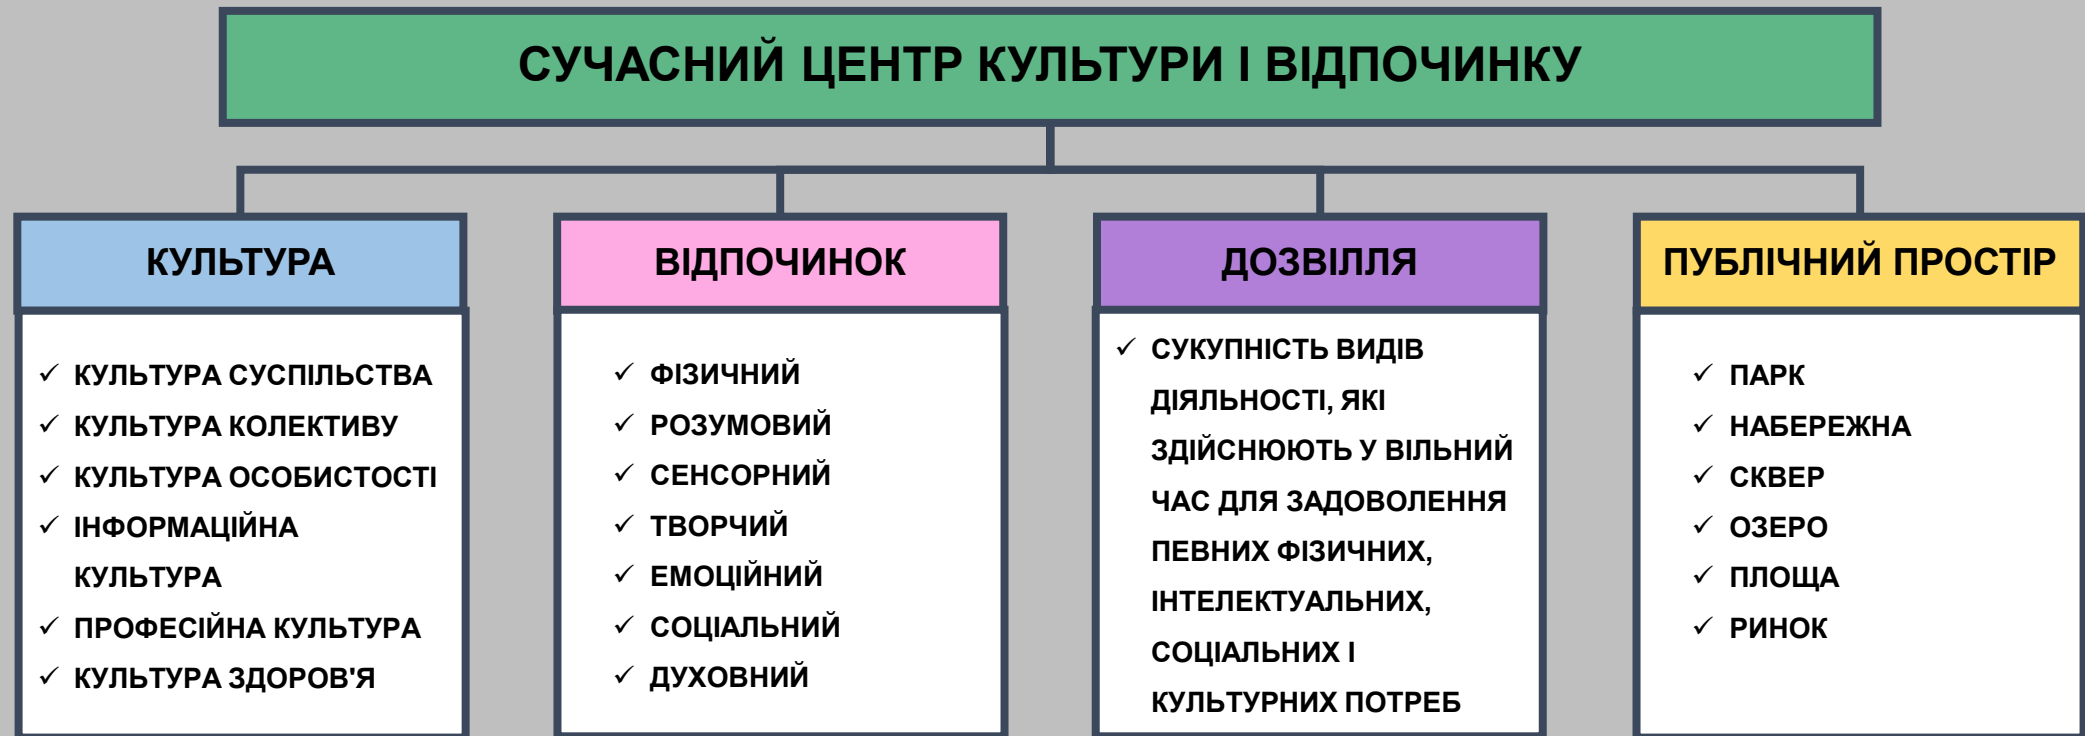 СУЧАСНИЙ ЦЕНТР КУЛЬТУРИ І ВІДПОЧИНКУ
КУЛЬТУРА
✓ КУЛЬТУРА СУСПІЛЬСТВА
✓ КУЛЬТУРА КОЛЕКТИВУ
✓ КУЛЬТУРА ОСОБИСТОСТІ
✓ ІНФОРМАЦІЙНА
КУЛЬТУРА
✓ ПРОФЕСІЙНА КУЛЬТУРА
✓ КУЛЬТУРА ЗДОРОВ'Я
ВІДПОЧИНОК
✓ ФІЗИЧНИЙ
✓ РОЗУМОВИЙ
✓ СЕНСОРНИЙ
✓ ТВОРЧИЙ
✓ ЕМОЦІЙНИЙ
✓ СОЦІАЛЬНИЙ
✓ ДУХОВНИЙ
ДОЗВІЛЛЯ
✓ СУКУПНІСТЬ ВИДІВ
ДІЯЛЬНОСТІ, ЯКІ
ЗДІЙСНЮЮТЬ У ВІЛЬНИЙ
ЧАС ДЛЯ ЗАДОВОЛЕННЯ
ПЕВНИХ ФІЗИЧНИХ,
ІНТЕЛЕКТУАЛЬНИХ,
СОЦІАЛЬНИХ І
КУЛЬТУРНИХ ПОТРЕБ
ПУБЛІЧНИЙ ПРОСТІР
✓ ПАРК
✓ НАБЕРЕЖНА
✓ СКВЕР
✓ ОЗЕРО
✓ ПЛОЩА
✓ РИНОК